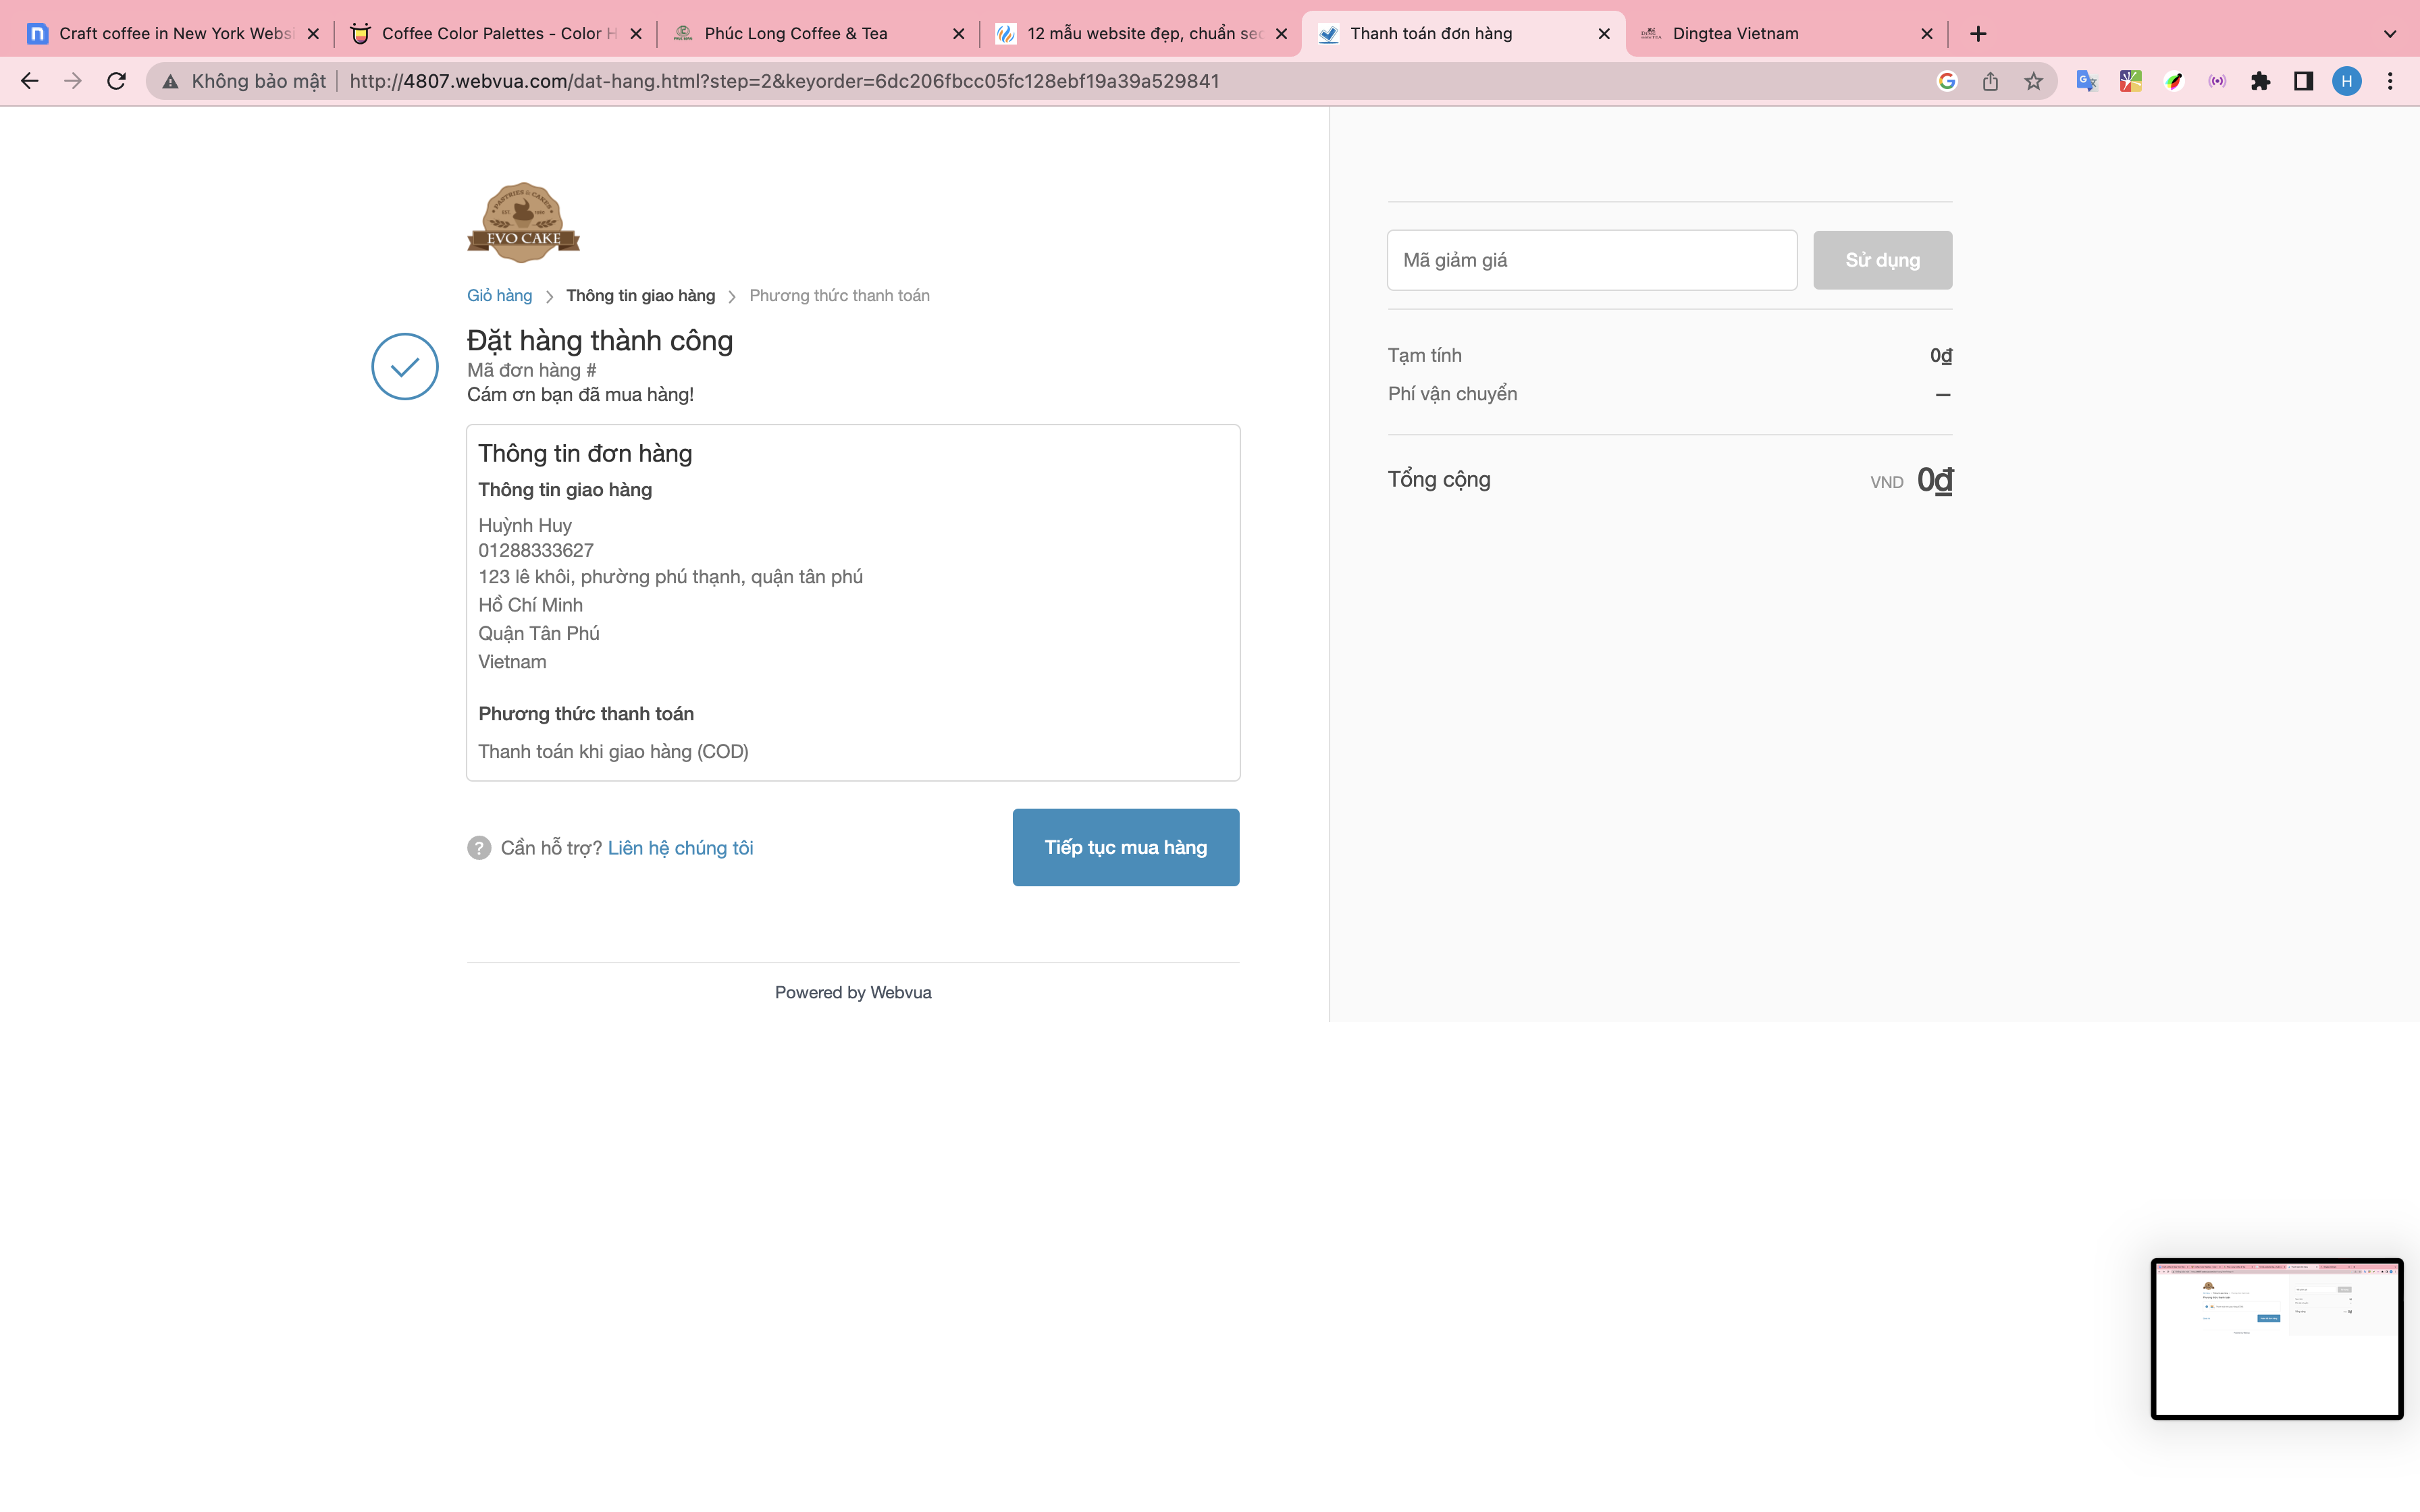 Craft coffee in New York Websi
Coffee Color Palettes - Color H
Phúc Long Coffee & Tea
12 mẫu website đẹp, chuẩn seo
Thanh toán đơn hàng
Dingtea Vietnam
Không bảo mật
http://4807.webvua.com/dat-hang.html?step=2&keyorder=6dc206fbcc05fc128ebf19a39a529841
H
PASTRIES & CAKES
EVO CAKE
Giỏ hàng > Thông tin giao hàng > Phương thức thanh toán
Đặt hàng thành công
Mã đơn hàng #
Cám ơn bạn đã mua hàng!
Thông tin đơn hàng
Thông tin giao hàng
Huỳnh Huy
01288333627
123 lê khôi, phường phú thạnh, quận tân phú
Hồ Chí Minh
Quận Tân Phú
Vietnam
Phương thức thanh toán
Thanh toán khi giao hàng (COD)
? Cần hỗ trợ? Liên hệ chúng tôi
Tiếp tục mua hàng
Powered by Webvua
Mã giảm giá
Sử dụng
Tạm tính 0₫
Phí vận chuyển —
Tổng cộng VND 0₫